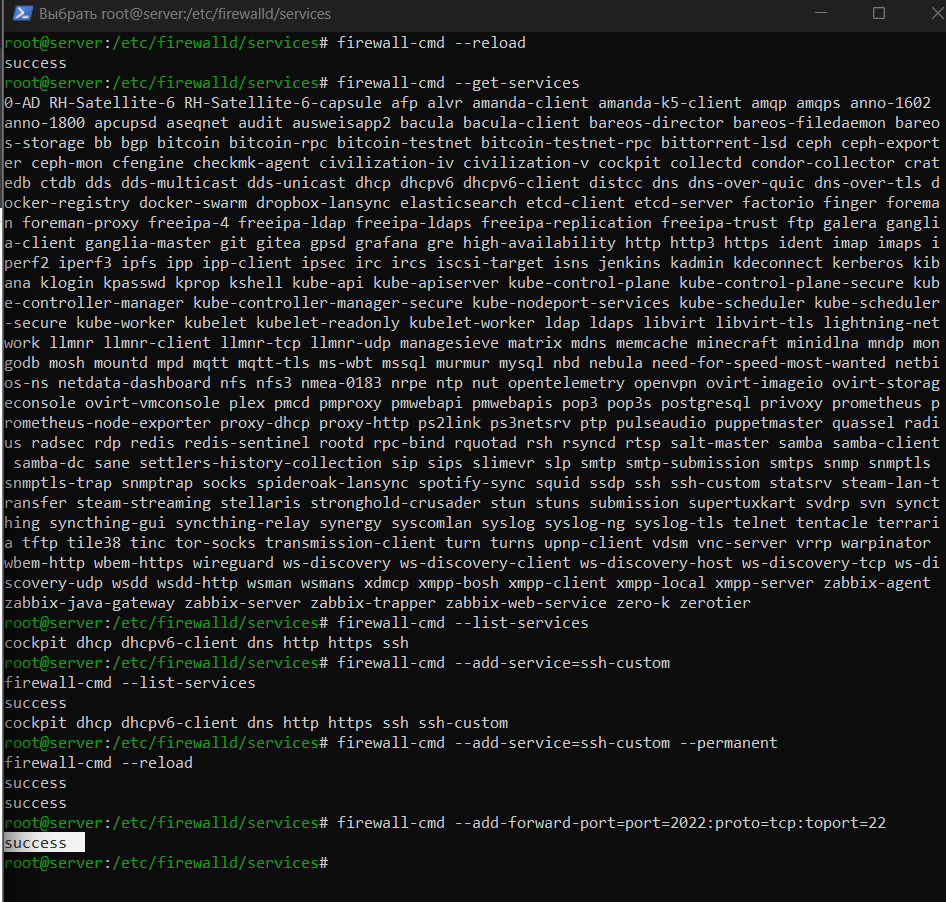 Выбрать root@server:/etc/firewalld/services
root@server:/etc/firewalld/services# firewall-cmd --reload
success
root@server:/etc/firewalld/services# firewall-cmd --get-services
0-AD RH-Satellite-6 RH-Satellite-6-capsule afp alvr amanda-client amanda-k5-client amqp amqps anno-1602
anno-1800 apcupsd aseqnet audit ausweisapp2 bacula bacula-client bareos-director bareos-filedaemon bareo
s-storage bb bgp bitcoin bitcoin-rpc bitcoin-testnet bitcoin-testnet-rpc bittorrent-lsd ceph ceph-export
er ceph-mon cfengine checkmk-agent civilization-iv civilization-v cockpit collectd condor-collector crat
edb ctdb dds dds-multicast dds-unicast dhcp dhcpv6 dhcpv6-client distcc dns dns-over-quic dns-over-tls d
ocker-registry docker-swarm dropbox-lansync elasticsearch etcd-client etcd-server factorio finger forema
n foreman-proxy freeipa-4 freeipa-ldap freeipa-ldaps freeipa-replication freeipa-trust ftp galera gangli
a-client ganglia-master git gitea gpsd grafana gre high-availability http http3 https ident imap imaps i
perf2 iperf3 ipfs ipp ipp-client ipsec irc ircs iscsi-target isns jenkins kadmin kdeconnect kerberos kib
ana klogin kpasswd kprop kshell kube-api kube-apiserver kube-control-plane kube-control-plane-secure kub
e-controller-manager kube-controller-manager-secure kube-nodeport-services kube-scheduler kube-scheduler
-secure kube-worker kubelet kubelet-readonly kubelet-worker ldap ldaps libvirt libvirt-tls lightning-net
work llmnr llmnr-client llmnr-tcp llmnr-udp managesieve matrix mdns memcache minecraft minidlna mndp mon
godb mosh mountd mpd mqtt mqtt-tls ms-wbt mssql murmur mysql nbd nebula need-for-speed-most-wanted netbi
os-ns netdata-dashboard nfs nfs3 nmea-0183 nrpe ntp nut opentelemetry openvpn ovirt-imageio ovirt-storag
econsole ovirt-vmconsole plex pmcd pmproxy pmwebapi pmwebapis pop3 pop3s postgresql privoxy prometheus p
rometheus-node-exporter proxy-dhcp proxy-http ps2link ps3netsrv ptp pulseaudio puppetmaster quassel radi
us radsec rdp redis redis-sentinel rootd rpc-bind rquotad rsh rsyncd rtsp salt-master samba samba-client
samba-dc sane settlers-history-collection sip sips slimevr slp smtp smtp-submission smtps snmp snmptls
snmptls-trap snmptrap socks spideroak-lansync spotify-sync squid ssdp ssh ssh-custom statsrv steam-lan-t
ransfer steam-streaming stellaris stronghold-crusader stun stuns submission supertuxkart svdrp svn synct
hing syncthing-gui syncthing-relay synergy syscomlan syslog syslog-ng syslog-tls telnet tentacle terrari
a tftp tile38 tinc tor-socks transmission-client turn turns upnp-client vdsm vnc-server vrrp warpinator
wbem-http wbem-https wireguard ws-discovery ws-discovery-client ws-discovery-host ws-discovery-tcp ws-di
scovery-udp wsdd wsdd-http wsman wsmans xdmcp xmpp-bosh xmpp-client xmpp-local xmpp-server zabbix-agent
zabbix-java-gateway zabbix-server zabbix-trapper zabbix-web-service zero-k zerotier
root@server:/etc/firewalld/services# firewall-cmd --list-services
cockpit dhcp dhcpv6-client dns http https ssh
root@server:/etc/firewalld/services# firewall-cmd --add-service=ssh-custom
firewall-cmd --list-services
success
cockpit dhcp dhcpv6-client dns http https ssh ssh-custom
root@server:/etc/firewalld/services# firewall-cmd --add-service=ssh-custom --permanent
firewall-cmd --reload
success
success
root@server:/etc/firewalld/services# firewall-cmd --add-forward-port=port=2022:proto=tcp:toport=22
success
root@server:/etc/firewalld/services#